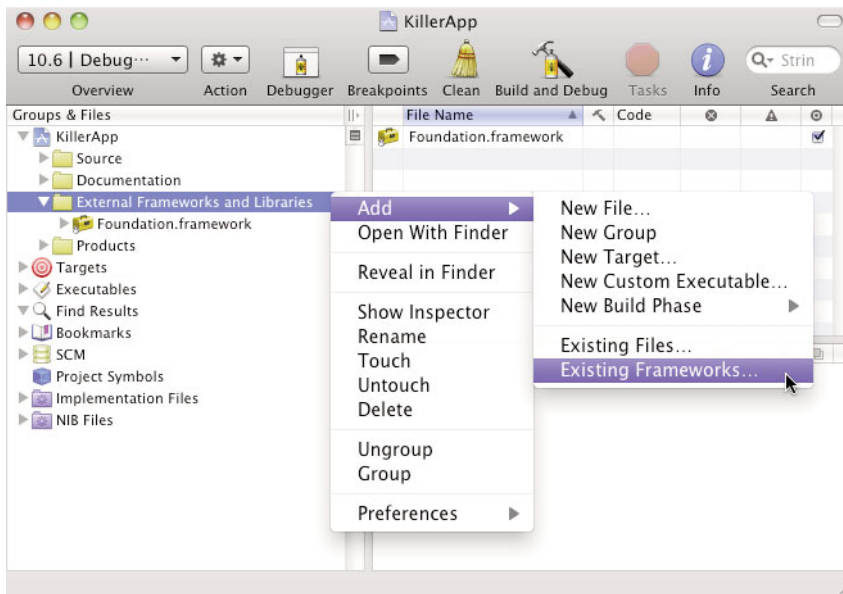 KillerApp
10.6 | Debug...
Strin
Overview
Action
Debugger
Breakpoints
Clean
Build and Debug
Tasks
Info
Search
Groups & Files
File Name
Code
KillerApp
Foundation.framework
Source
Documentation
External Frameworks and Libraries
Foundation.framework
Products
Targets
Executables
Find Results
Bookmarks
SCM
Project Symbols
Implementation Files
NIB Files
Add
Open With Finder
Reveal in Finder
Show Inspector
Rename
Touch
Untouch
Delete
Ungroup
Group
Preferences
New File...
New Group
New Target...
New Custom Executable...
New Build Phase
Existing Files...
Existing Frameworks...